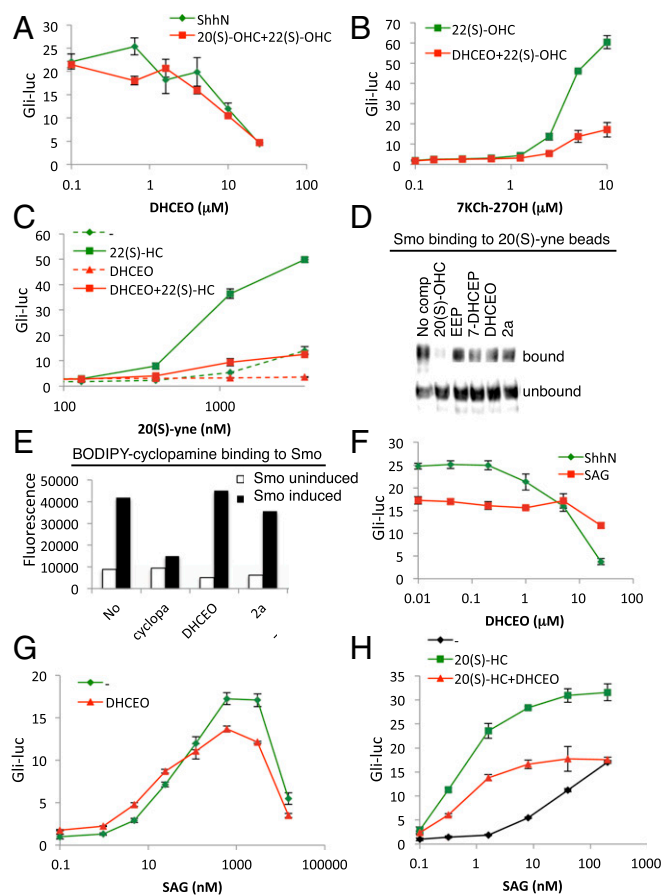 A
ShhN
20(S)-OHC+22(S)-OHC
Gli-luc
30
25
20
15
10
5
0
0.1
1
10
100
DHCEO (µM)
B
22(S)-OHC
DHCEO+22(S)-OHC
Gli-luc
70
60
50
40
30
20
10
0
0.1
1
10
7KCh-27OH (µM)
C
-
22(S)-HC
DHCEO
DHCEO+22(S)-HC
Gli-luc
60
50
40
30
20
10
0
100
1000
20(S)-yne (nM)
D
Smo binding to 20(S)-yne beads
No comp
20(S)-OHC
EEP
7-DHCEP
DHCEO
2a
bound
unbound
E
BODIPY-cyclopamine binding to Smo
Smo uninduced
Smo induced
Fluorescence
50000
40000
30000
20000
10000
0
No
cyclopa
DHCEO
2a
-
F
ShhN
SAG
Gli-luc
30
25
20
15
10
5
0
0.01
0.1
1
10
100
DHCEO (µM)
G
-
DHCEO
Gli-luc
20
15
10
5
0
0.1
10
1000
100000
SAG (nM)
H
-
20(S)-HC
20(S)-HC+DHCEO
Gli-luc
35
30
25
20
15
10
5
0
0.1
1
10
100
1000
SAG (nM)